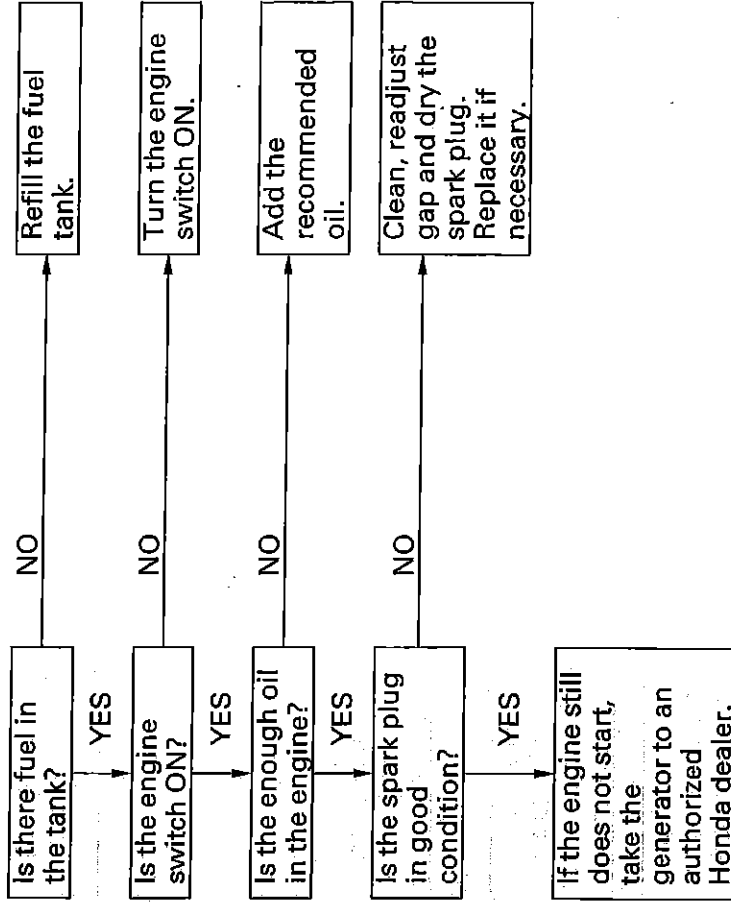 Is there fuel in
the tank?
NO
Refill the fuel
tank.
YES
Is the engine
switch ON?
NO
Turn the engine
switch ON.
YES
Is the enough oil
in the engine?
NO
Add the
recommended
oil.
YES
Is the spark plug
in good
condition?
NO
Clean, readjust
gap and dry the
spark plug.
Replace it if
necessary.
YES
If the engine still
does not start,
take the
generator to an
authorized
Honda dealer.